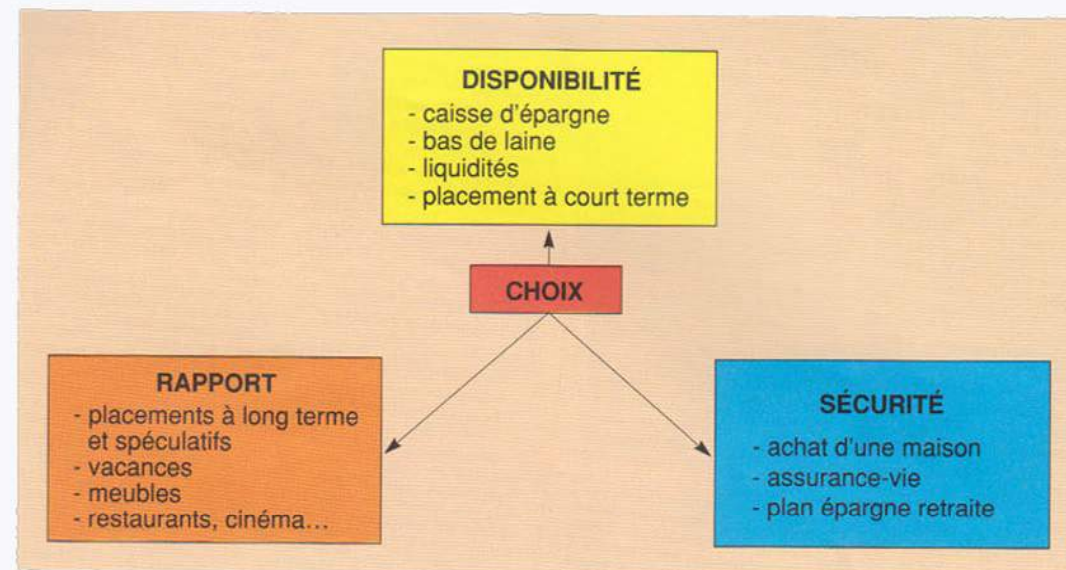 DISPONIBILITÉ
- caisse d'épargne
- bas de laine
- liquidités
- placement à court terme
CHOIX
RAPPORT
- placements à long terme
et spéculatifs
- vacances
- meubles
- restaurants, cinéma...
SÉCURITÉ
- achat d'une maison
- assurance-vie
- plan épargne retraite